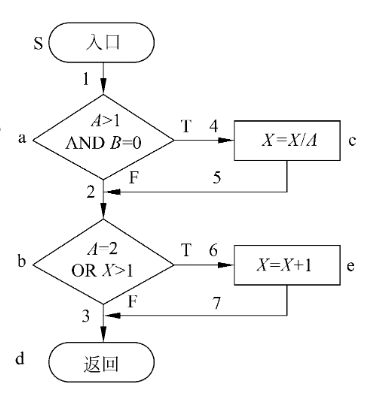 S 入口
1
A>1
a AND B=0 T 4 X=X/A c
F 5
2
A=2
b OR X>1 T 6 X=X+1 e
F 7
3
d 返回